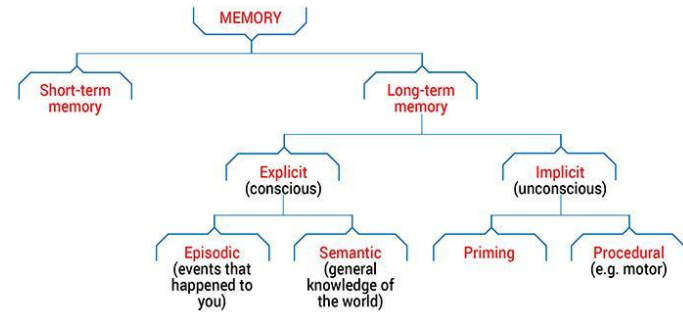 MEMORY
Short-term
memory
Long-term
memory
Explicit
(conscious)
Implicit
(unconscious)
Episodic
(events that
happened to
you)
Semantic
(general
knowledge of
the world)
Priming
Procedural
(e.g. motor)